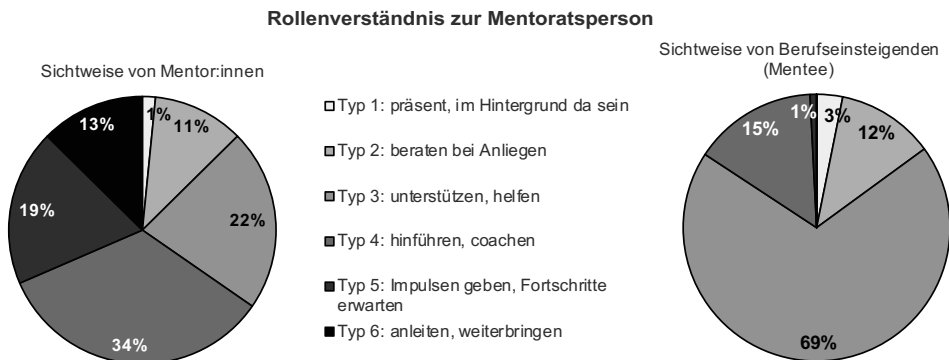 Rollenverständnis zur Mentoratsperson
Sichtweise von Mentor:innen
1%
11%
22%
34%
19%
13%
Typ 1: präsent, im Hintergrund da sein
Typ 2: beraten bei Anliegen
Typ 3: unterstützen, helfen
Typ 4: hinführen, coachen
Typ 5: Impulsen geben, Fortschritte
erwarten
Typ 6: anleiten, weiterbringen
Sichtweise von Berufseinsteigenden
(Mentee)
3%
12%
69%
15%
1%